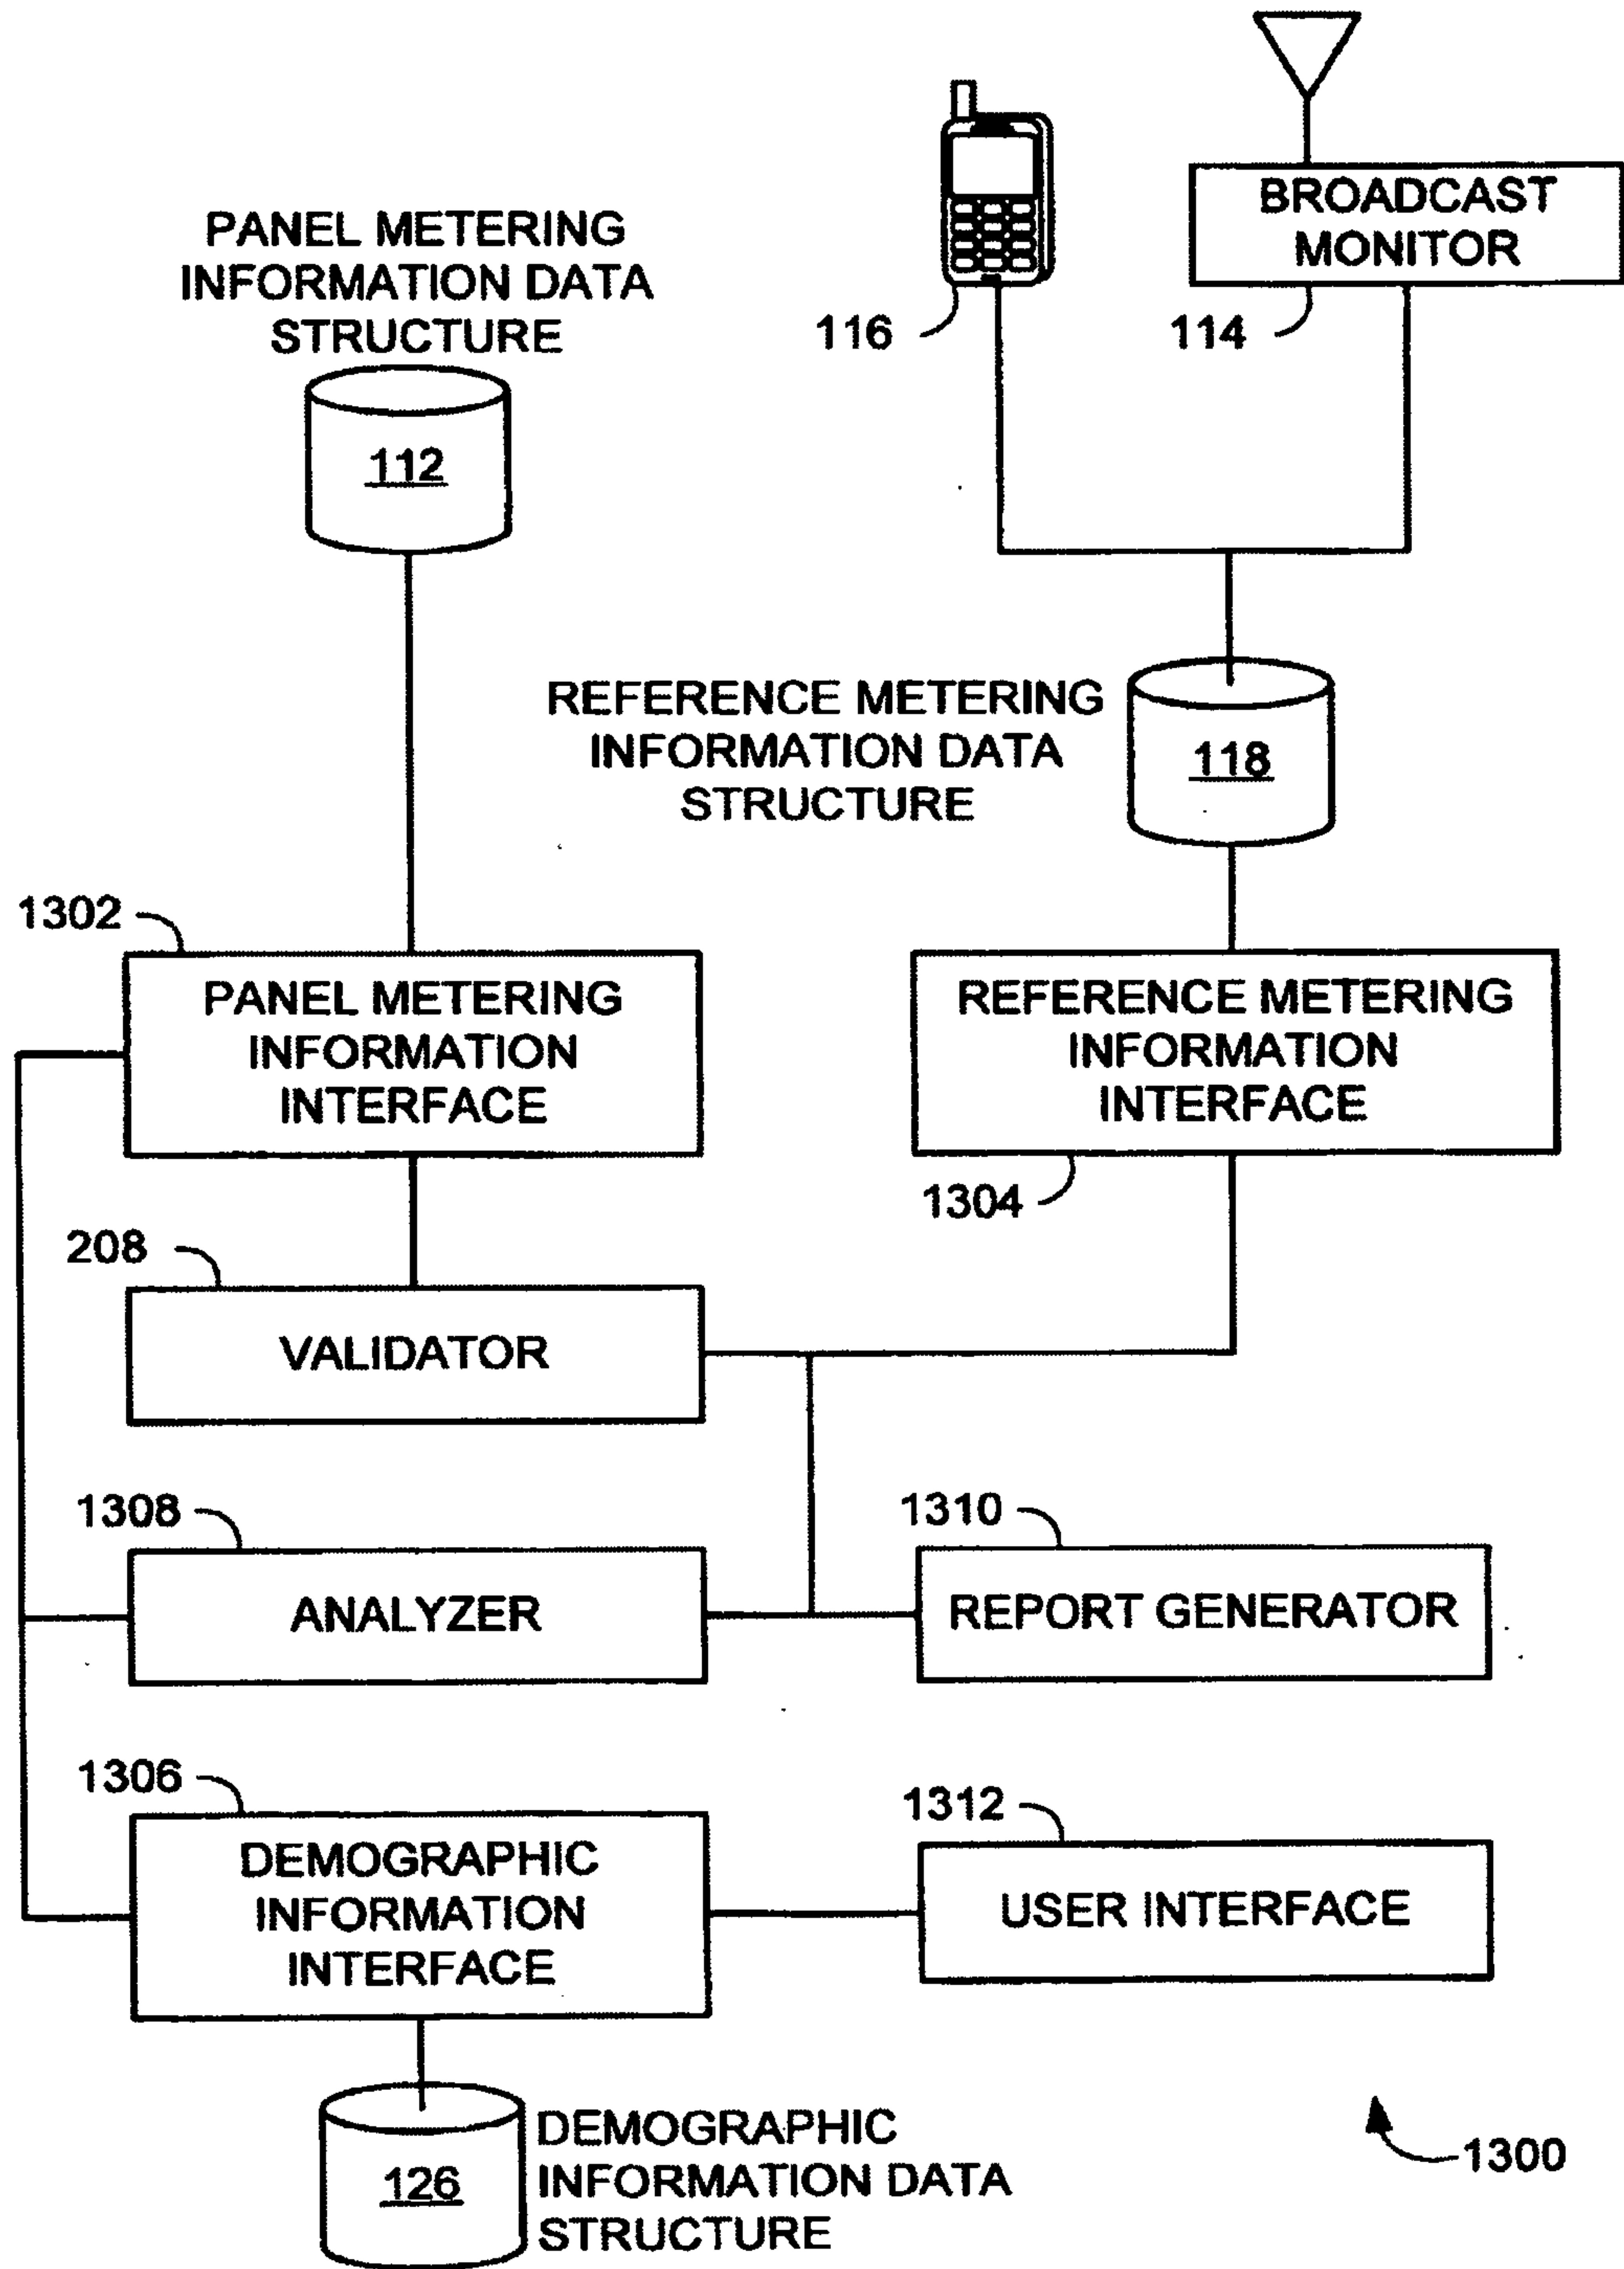 BROADCAST
MONITOR
116
114
PANEL METERING
INFORMATION DATA
STRUCTURE
112
REFERENCE METERING
INFORMATION DATA
STRUCTURE
118
1302
PANEL METERING
INFORMATION
INTERFACE
REFERENCE METERING
INFORMATION
INTERFACE
1304
208
VALIDATOR
1308
ANALYZER
1310
REPORT GENERATOR
1306
DEMOGRAPHIC
INFORMATION
INTERFACE
1312
USER INTERFACE
126
DEMOGRAPHIC
INFORMATION DATA
STRUCTURE
1300